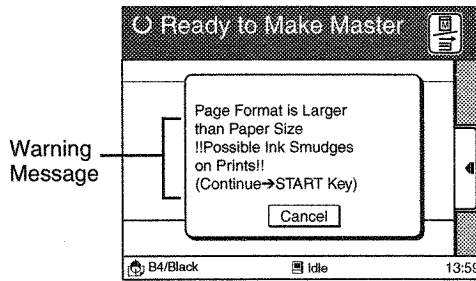 Ready to Make Master
Warning
Message
Page Format is Larger
than Paper Size
!!Possible Ink Smudges
on Prints!!
(Continue→START Key)
Cancel
B4/Black
Idle
13:59